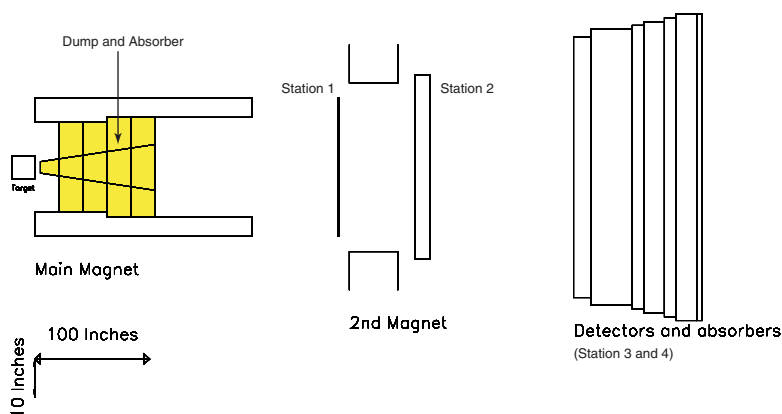 Dump and Absorber
Station 1
Station 2
Target
Main Magnet
2nd Magnet
Detectors and absorbers
(Station 3 and 4)
100 Inches
10 Inches